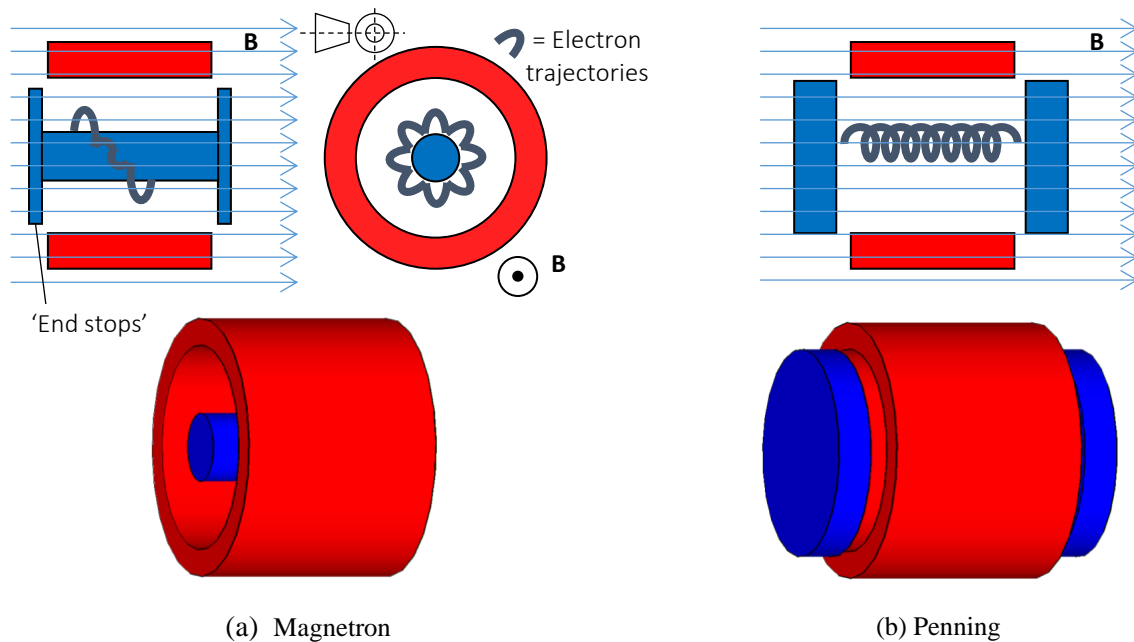 B
= Electron
trajectories
B
B
'End stops'
(a) Magnetron
(b) Penning